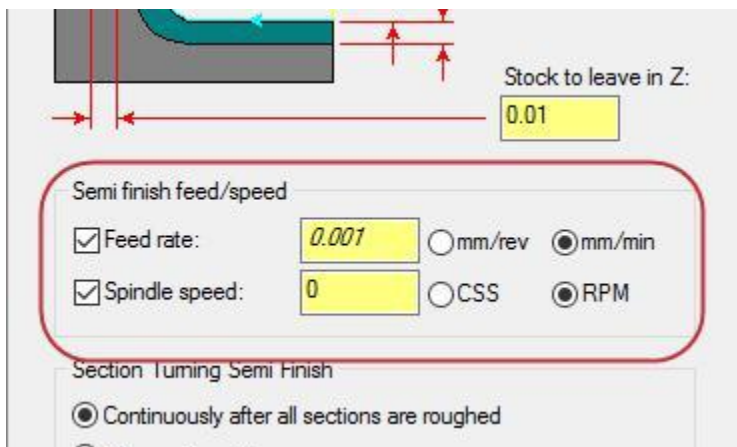 Stock to leave in Z:
0.01
Semi finish feed/speed
Feed rate: 0.001 mm/rev mm/min
Spindle speed: 0 CSS RPM
Section Turning Semi Finish
Continuously after all sections are roughed